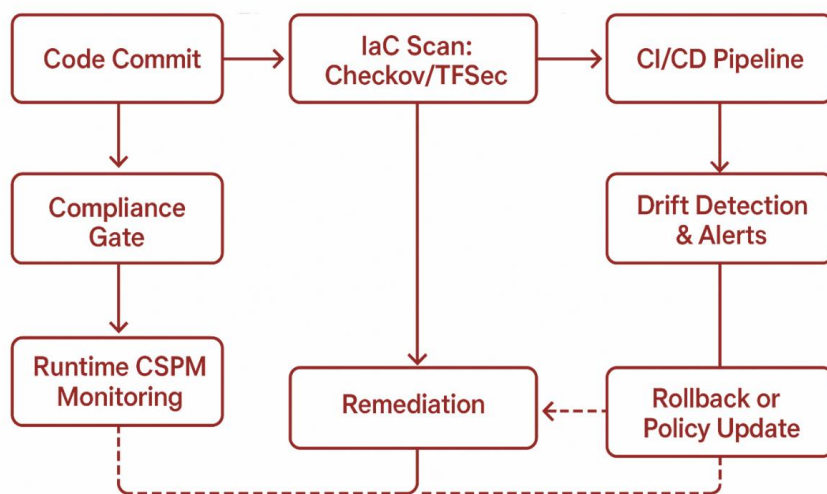 Code Commit
IaC Scan:
Checkov/TFSec
CI/CD Pipeline
Compliance
Gate
Drift Detection
& Alerts
Runtime CSPM
Monitoring
Remediation
Rollback or
Policy Update